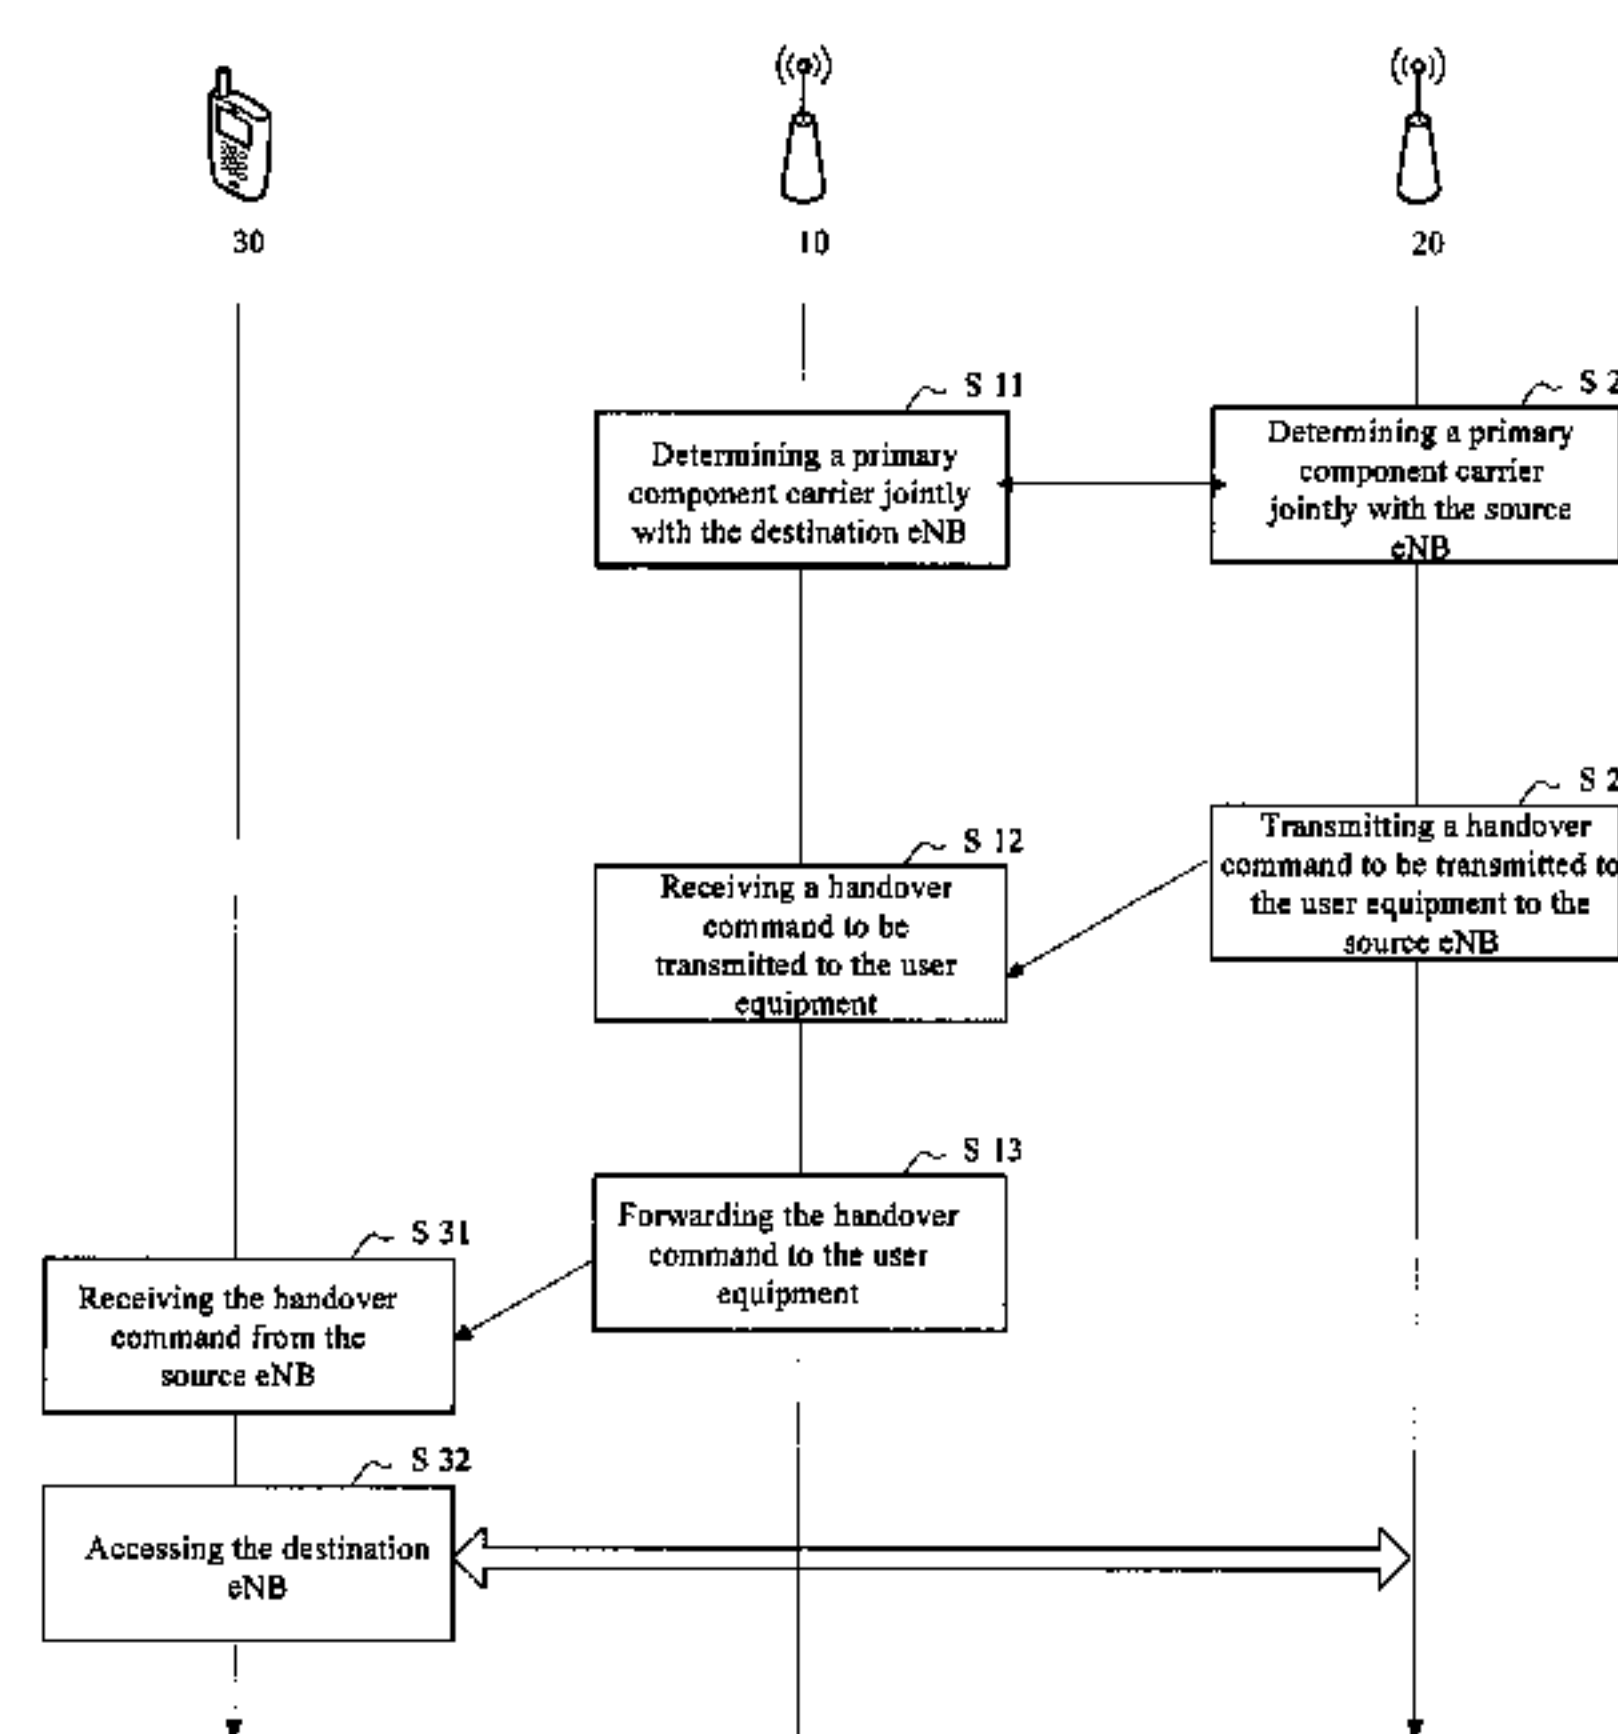 30
10
20
S 11
Determining a primary
component carrier jointly
with the destination eNB
S 2
Determining a primary
component carrier
jointly with the source
eNB
S 2
Transmitting a handover
command to be transmitted to
the user equipment to the
source eNB
S 12
Receiving a handover
command to be
transmitted to the user
equipment
S 13
Forwarding the handover
command to the user
equipment
S 31
Receiving the handover
command from the
source eNB
S 32
Accessing the destination
eNB